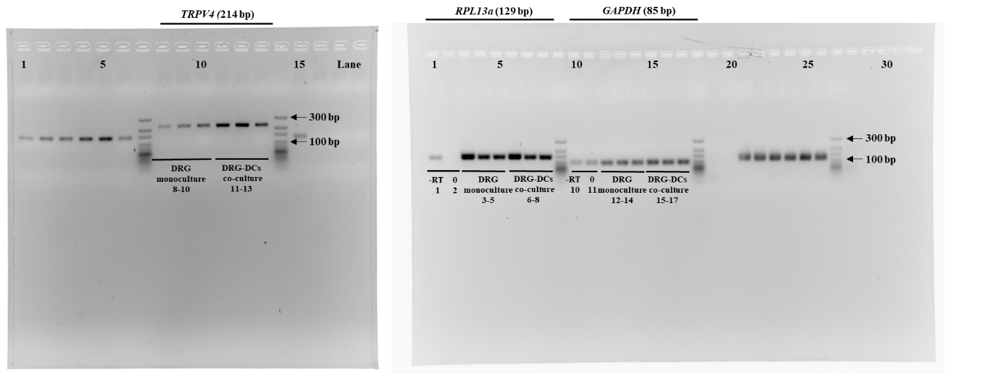 TRPV4 (214 bp)
1 5 10 15 Lane
300 bp
100 bp
DRG
monoculture
8-10
DRG-DCs
co-culture
11-13
RPL13a (129 bp)
GAPDH (85 bp)
1 5 10 15 20 25 30
300 bp
100 bp
-RT
1
0
2
DRG
monoculture
3-5
DRG-DCs
co-culture
6-8
-RT
10
0
11
DRG
monoculture
12-14
DRG-DCs
co-culture
15-17